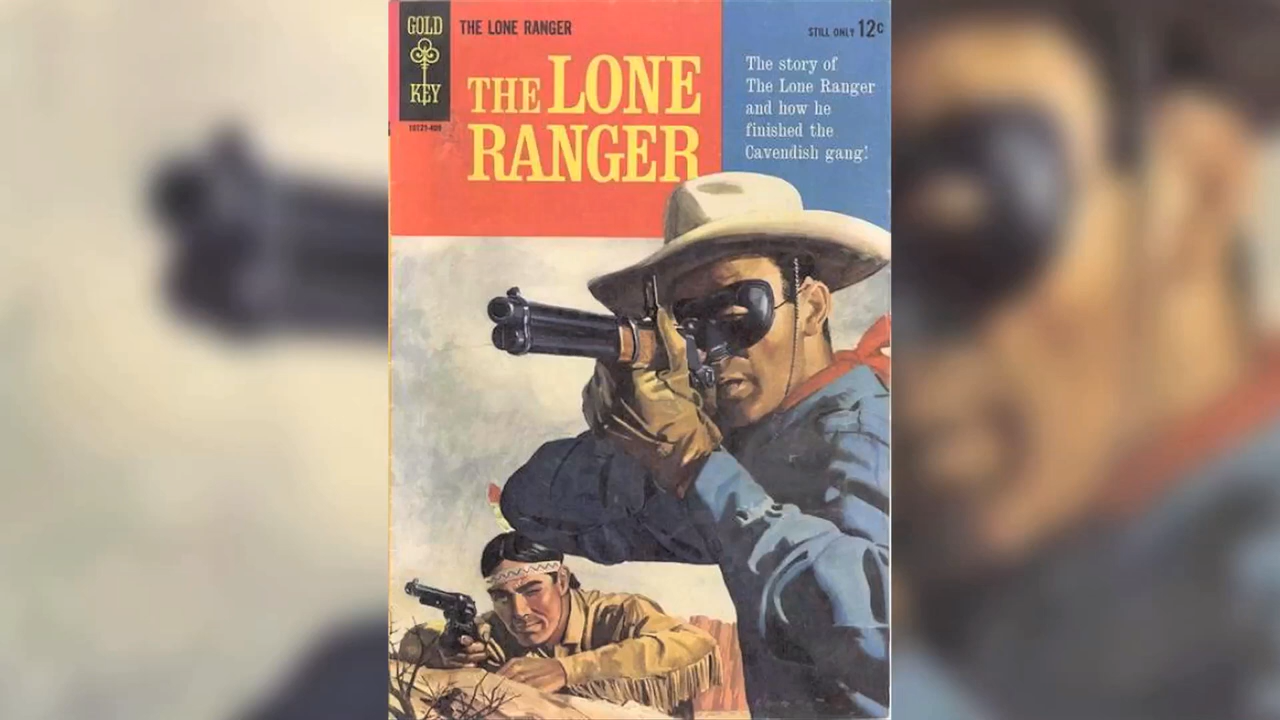 GOLD
KEY
THE LONE RANGER
STILL ONLY 12c
THE LONE
RANGER
The story of
The Lone Ranger
and how he
finished the
Cavendish gang!